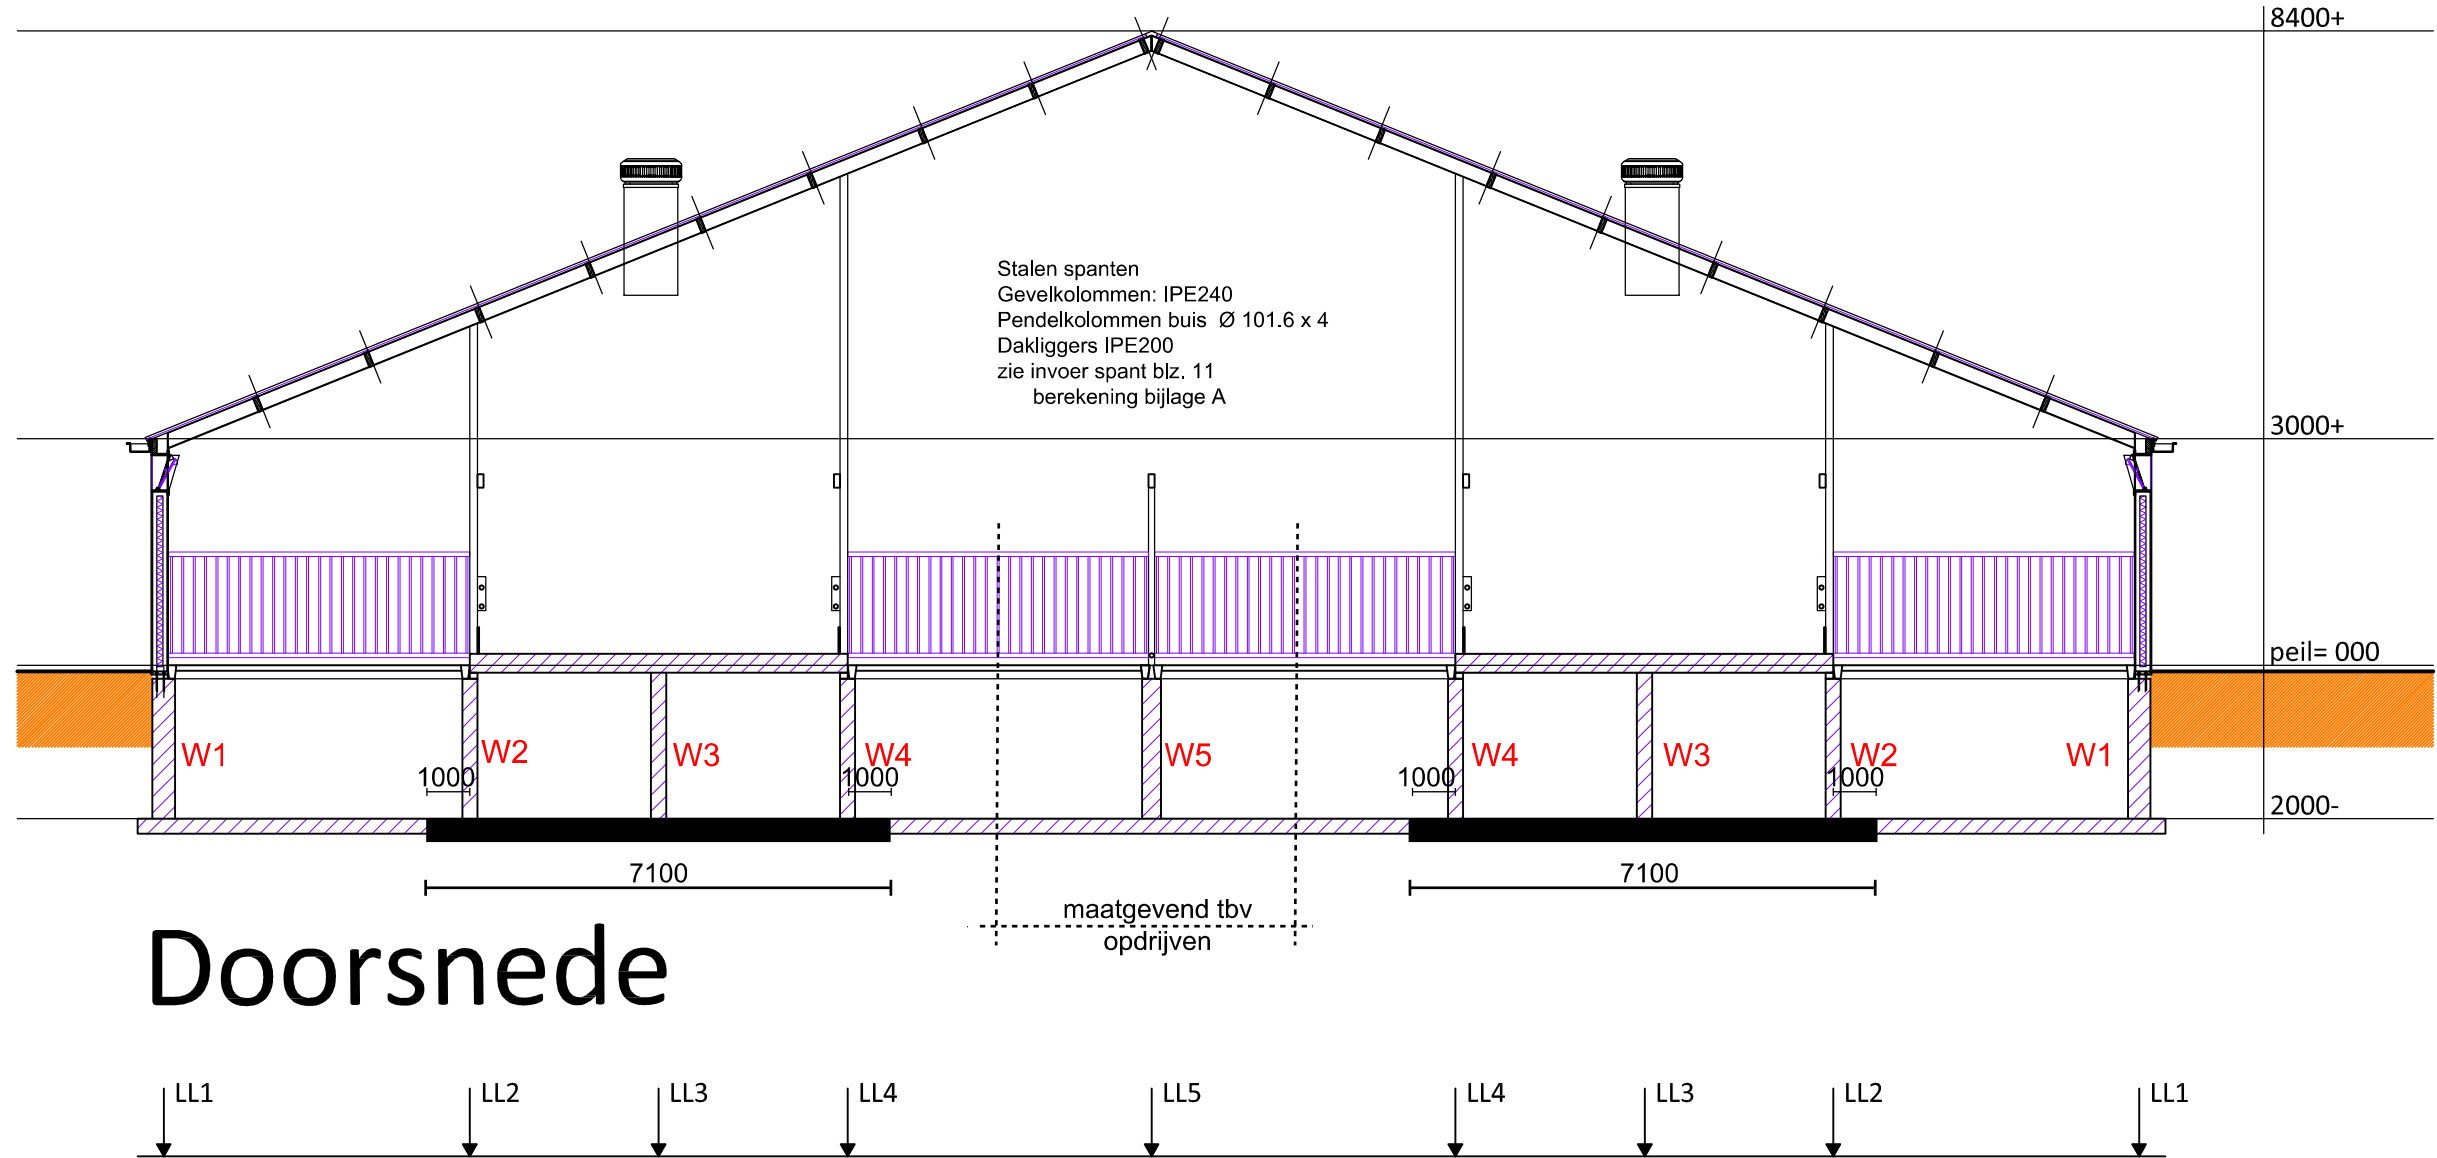 8400+
Stalen spanten
Gevelkolommen: IPE240
Pendelkolommen buis Ø 101.6 x 4
Dakliggers IPE200
zie invoer spant blz. 11
berekening bijlage A
3000+
peil= 000
W1 W2 W3 W4 W5 W4 W3 W2 W1
1000 1000 1000 1000
2000-
7100 7100
maatgevend tbv
opdrijven
Doorsnede
LL1 LL2 LL3 LL4 LL5 LL4 LL3 LL2 LL1